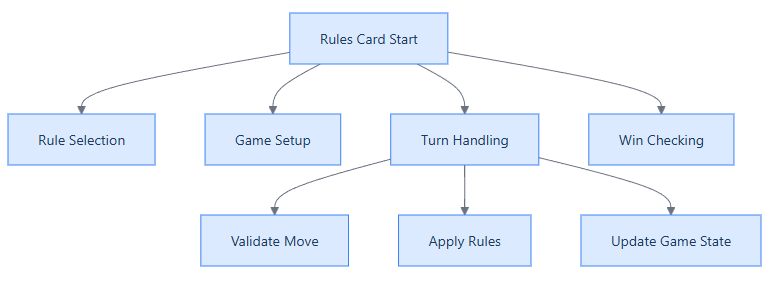 Rules Card Start
Rule Selection
Game Setup
Turn Handling
Win Checking
Validate Move
Apply Rules
Update Game State